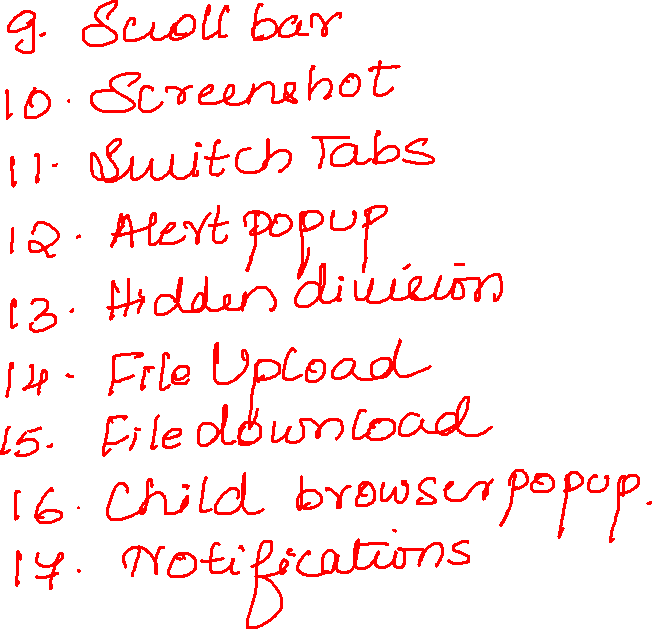 9. Scroll bar
10. Screenshot
11. Switch Tabs
12. Alert popup
13. Hidden division
14. File Upload
15. File download
16. Child browser popup.
17. Notifications